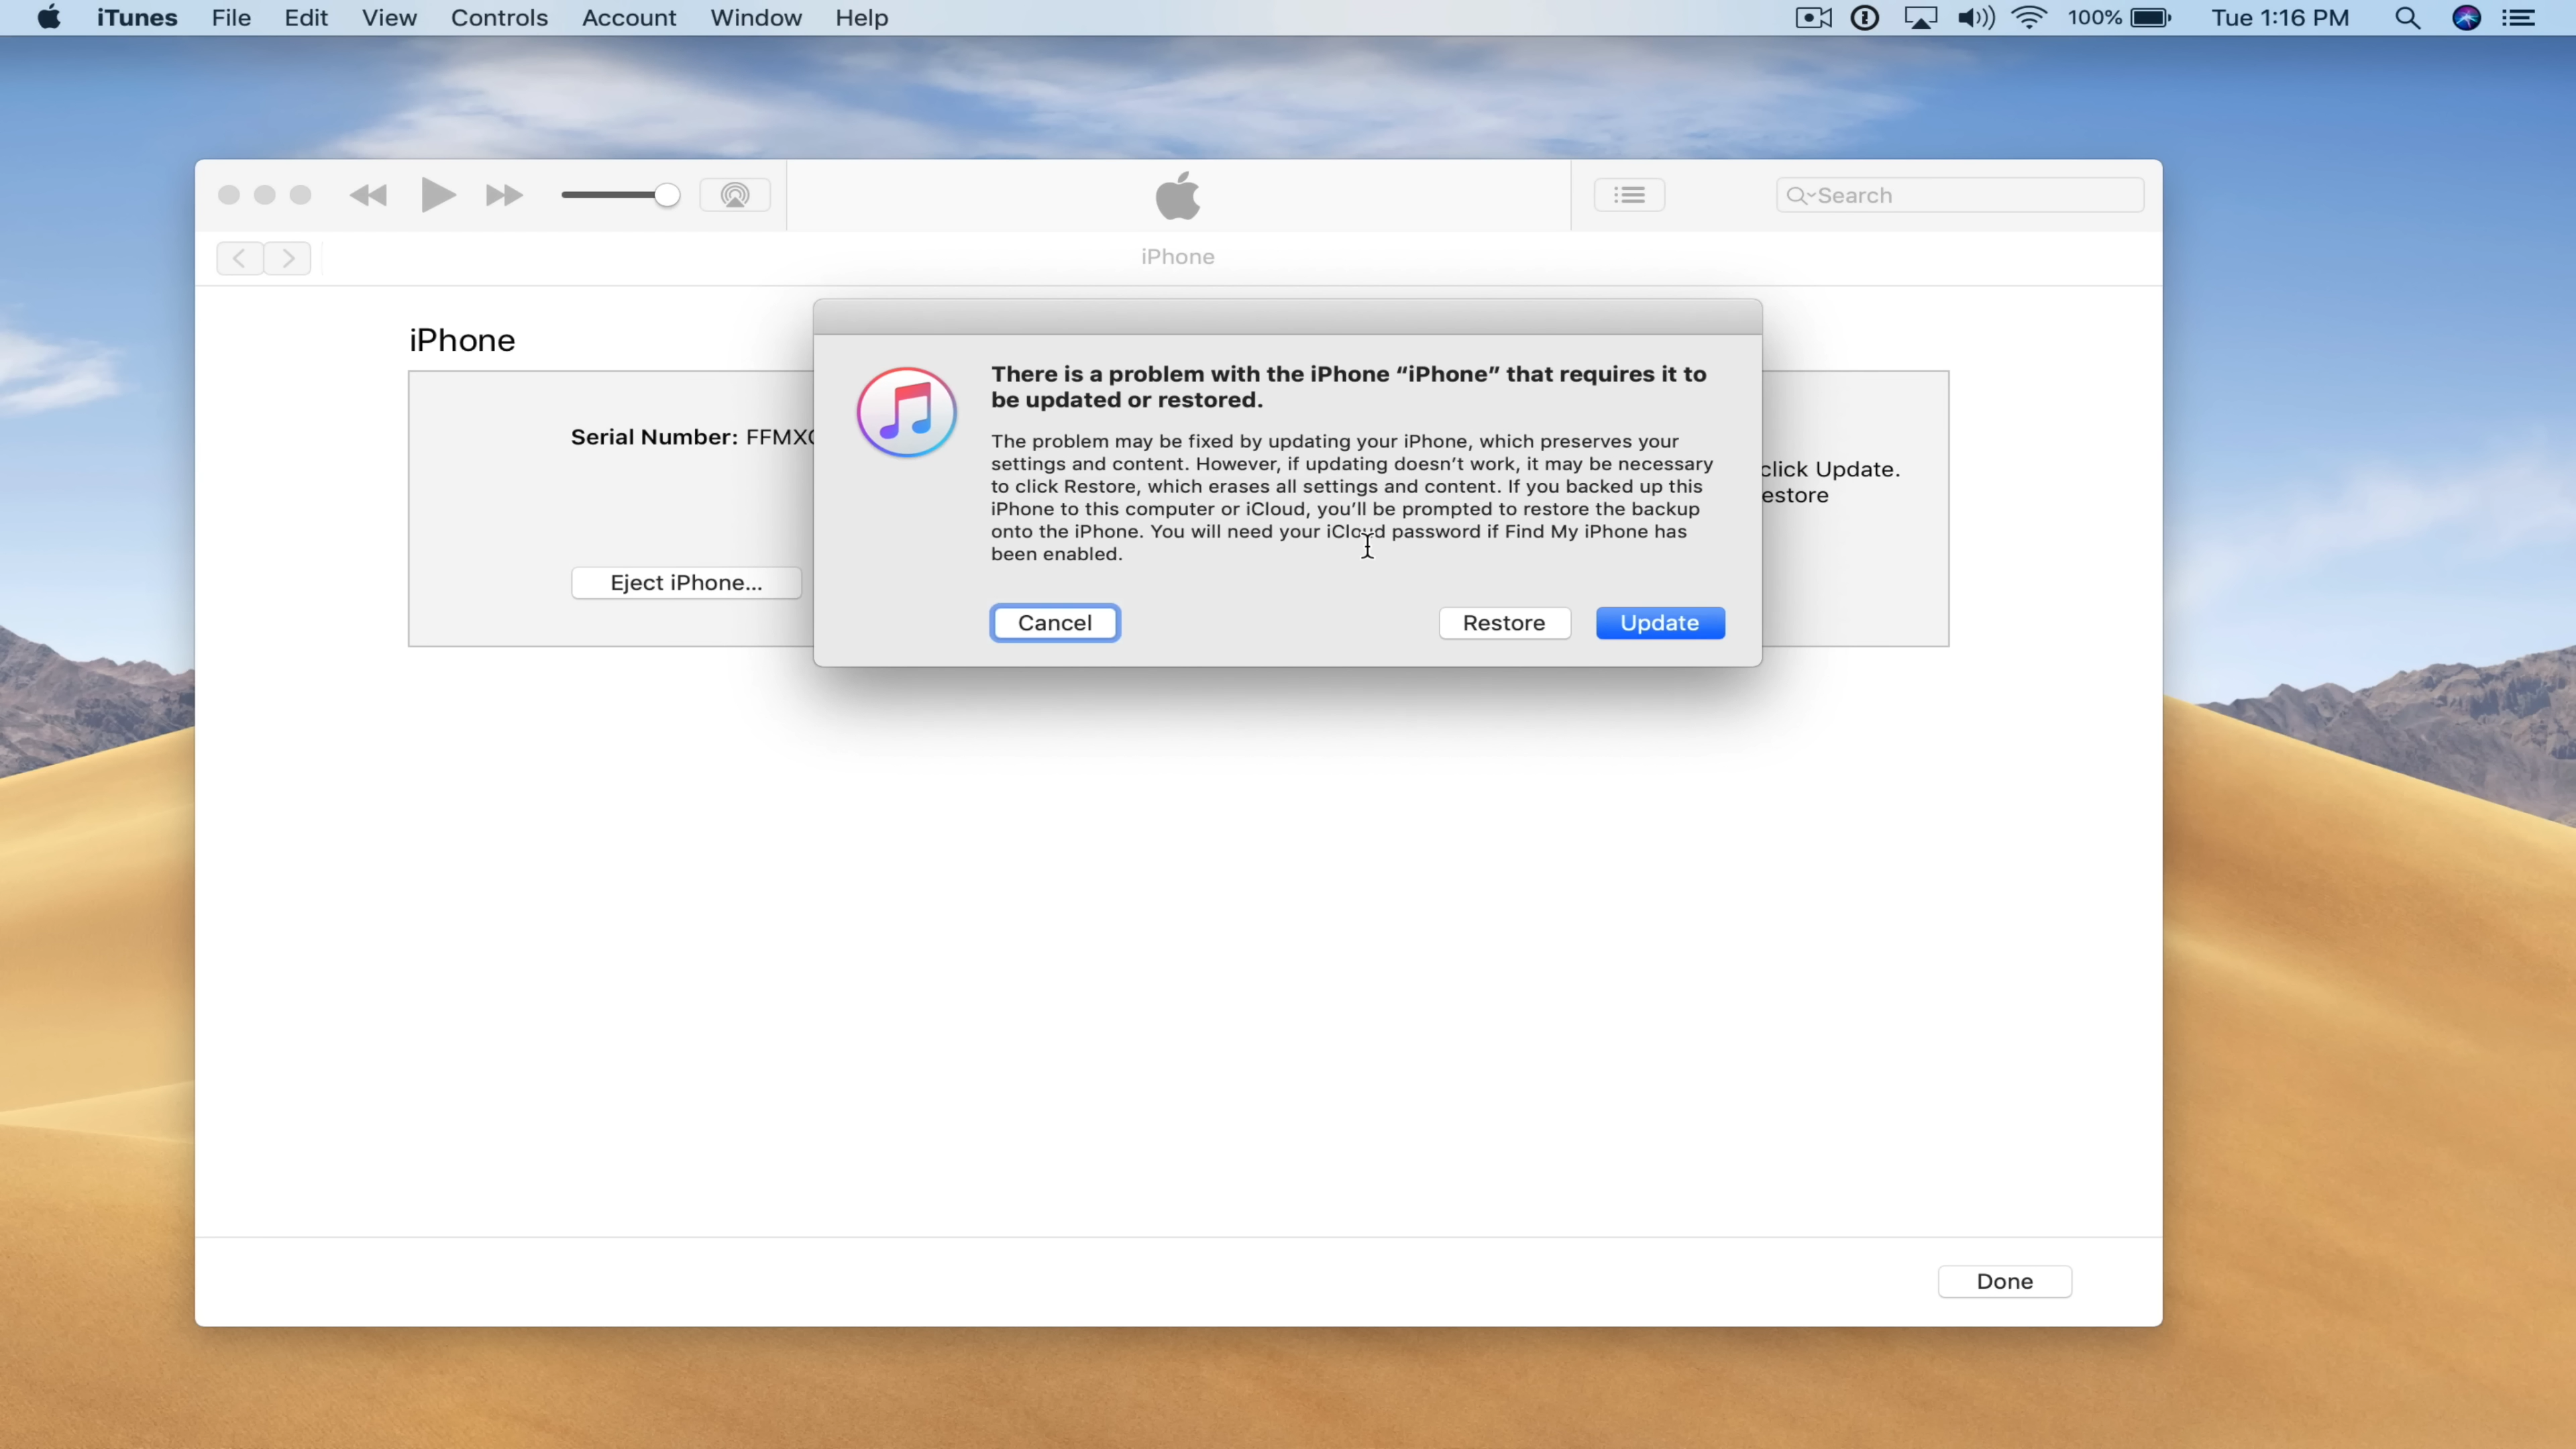 iTunes File Edit View Controls Account Window Help 100% Tue 1:16 PM
Search
iPhone
iPhone
There is a problem with the iPhone “iPhone” that requires it to
be updated or restored.
Serial Number: FFMX
The problem may be fixed by updating your iPhone, which preserves your
settings and content. However, if updating doesn’t work, it may be necessary
to click Restore, which erases all settings and content. If you backed up this
iPhone to this computer or iCloud, you’ll be prompted to restore the backup
onto the iPhone. You will need your iCloud password if Find My iPhone has
been enabled.
click Update.
estore
Eject iPhone...
Cancel Restore Update
Done